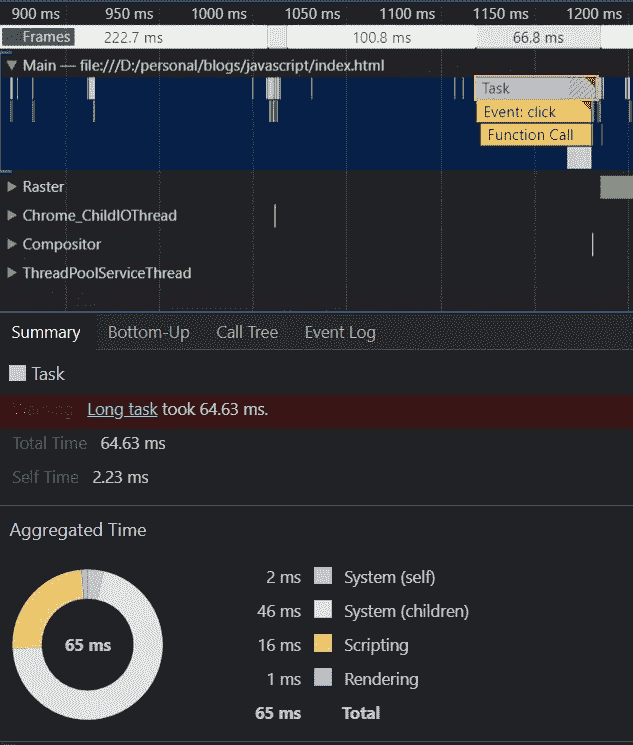 900 ms 950 ms 1000 ms 1050 ms 1100 ms 1150 ms 1200 ms
Frames 222.7 ms 100.8 ms 66.8 ms
Main — file:///D:/personal/blogs/javascript/index.html
Task
Event: click
Function Call
Raster
Chrome_ChildIOThread
Compositor
ThreadPoolServiceThread
Summary Bottom-Up Call Tree Event Log
Task
Warning Long task took 64.63 ms.
Total Time 64.63 ms
Self Time 2.23 ms
Aggregated Time
2 ms System (self)
46 ms System (children)
65 ms
16 ms Scripting
1 ms Rendering
65 ms Total